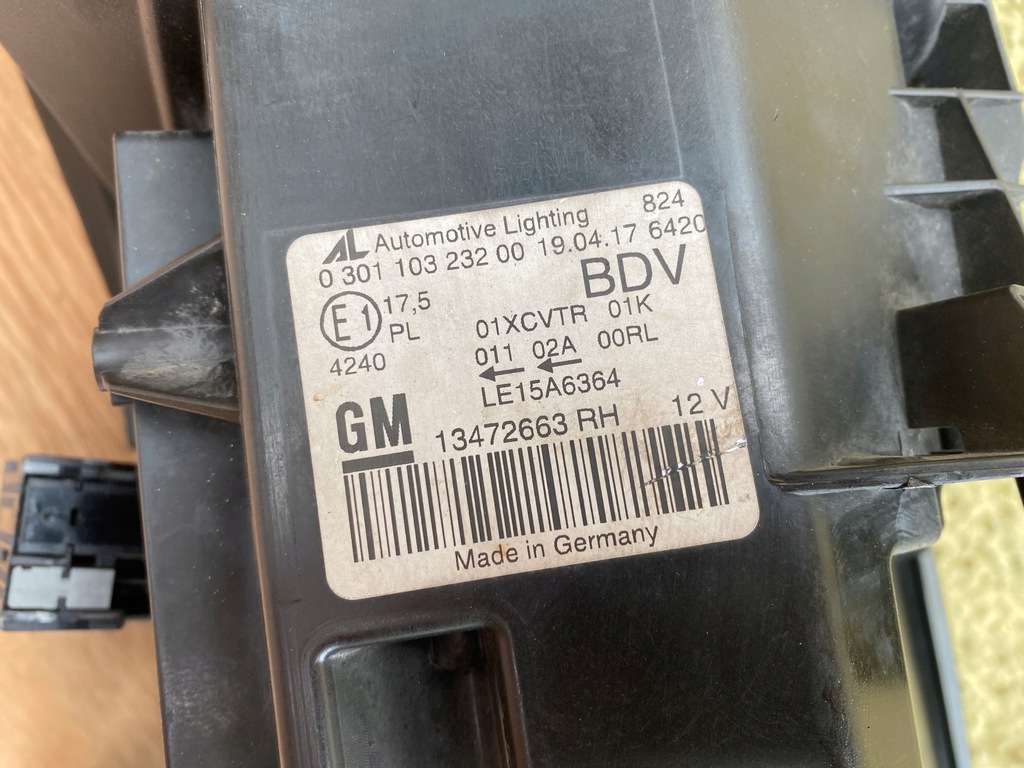 AL Automotive Lighting 824
0 301 103 232 00 19.04.17 6420
BDV
E1 17,5
PL
4240
01XCVTR 01K
011 02A 00RL
LE15A6364
GM
13472663 RH 12 V
Made in Germany